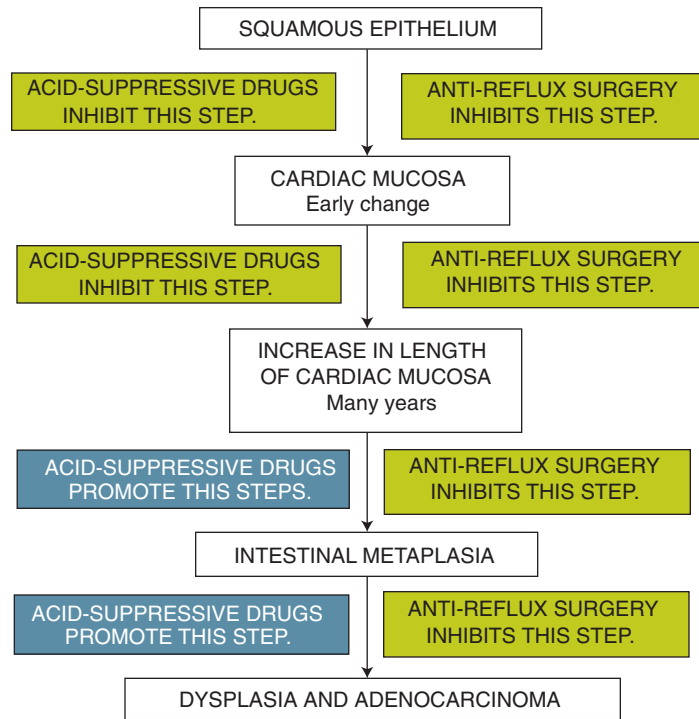 SQUAMOUS EPITHELIUM
ACID-SUPPRESSIVE DRUGS
INHIBIT THIS STEP.
ANTI-REFLUX SURGERY
INHIBITS THIS STEP.
CARDIAC MUCOSA
Early change
ACID-SUPPRESSIVE DRUGS
INHIBIT THIS STEP.
ANTI-REFLUX SURGERY
INHIBITS THIS STEP.
INCREASE IN LENGTH
OF CARDIAC MUCOSA
Many years
ACID-SUPPRESSIVE DRUGS
PROMOTE THIS STEPS.
ANTI-REFLUX SURGERY
INHIBITS THIS STEP.
INTESTINAL METAPLASIA
ACID-SUPPRESSIVE DRUGS
PROMOTE THIS STEP.
ANTI-REFLUX SURGERY
INHIBITS THIS STEP.
DYSPLASIA AND ADENOCARCINOMA